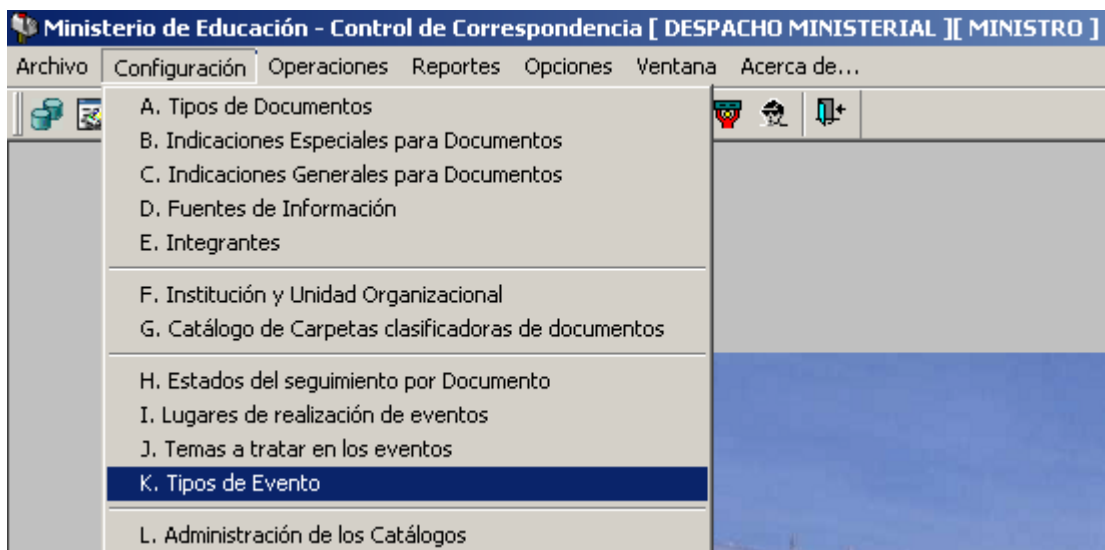 Ministerio de Educación - Control de Correspondencia [ DESPACHO MINISTERIAL ][ MINISTRO ]
Archivo Configuración Operaciones Reportes Opciones Ventana Acerca de...
A. Tipos de Documentos
B. Indicaciones Especiales para Documentos
C. Indicaciones Generales para Documentos
D. Fuentes de Información
E. Integrantes
F. Institución y Unidad Organizacional
G. Catálogo de Carpetas clasificadoras de documentos
H. Estados del seguimiento por Documento
I. Lugares de realización de eventos
J. Temas a tratar en los eventos
K. Tipos de Evento
L. Administración de los Catálogos